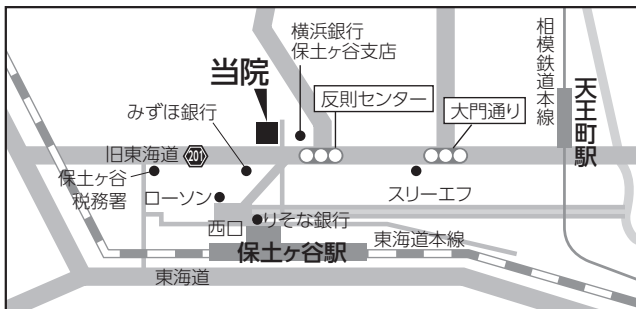 横浜銀行
保土ヶ谷支店
相模鉄道本線
当院
反則センター
大門通り
天王町駅
みずほ銀行
旧東海道
201
保土ヶ谷
税務署
ローソン
スリーエフ
西口
りそな銀行
東海道本線
保土ヶ谷駅
東海道